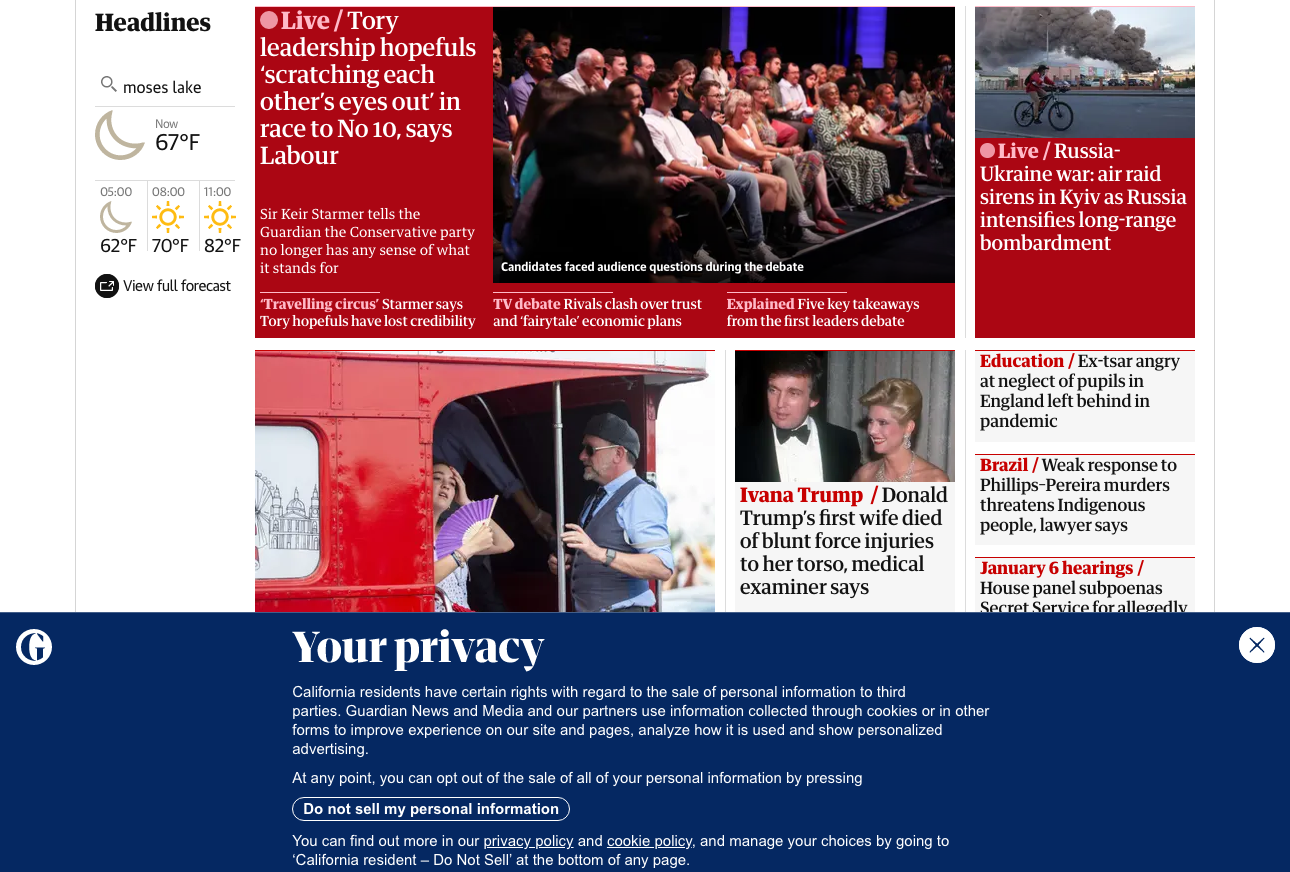 Headlines
moses lake
Now
67°F
05:00
08:00
11:00
62°F
70°F
82°F
View full forecast
Live / Tory
leadership hopefuls
‘scratching each
other’s eyes out’ in
race to No 10, says
Labour
Sir Keir Starmer tells the
Guardian the Conservative party
no longer has any sense of what
it stands for
Candidates faced audience questions during the debate
‘Travelling circus’ Starmer says
Tory hopefuls have lost credibility
TV debate Rivals clash over trust
and ‘fairytale’ economic plans
Explained Five key takeaways
from the first leaders debate
Live / Russia-
Ukraine war: air raid
sirens in Kyiv as Russia
intensifies long-range
bombardment
Ivana Trump / Donald
Trump’s first wife died
of blunt force injuries
to her torso, medical
examiner says
Education / Ex-tsar angry
at neglect of pupils in
England left behind in
pandemic
Brazil / Weak response to
Phillips-Pereira murders
threatens Indigenous
people, lawyer says
January 6 hearings /
House panel subpoenas
Secret Service for allegedly
Your privacy
California residents have certain rights with regard to the sale of personal information to third
parties. Guardian News and Media and our partners use information collected through cookies or in other
forms to improve experience on our site and pages, analyze how it is used and show personalized
advertising.
At any point, you can opt out of the sale of all of your personal information by pressing
Do not sell my personal information
You can find out more in our privacy policy and cookie policy, and manage your choices by going to
‘California resident – Do Not Sell’ at the bottom of any page.